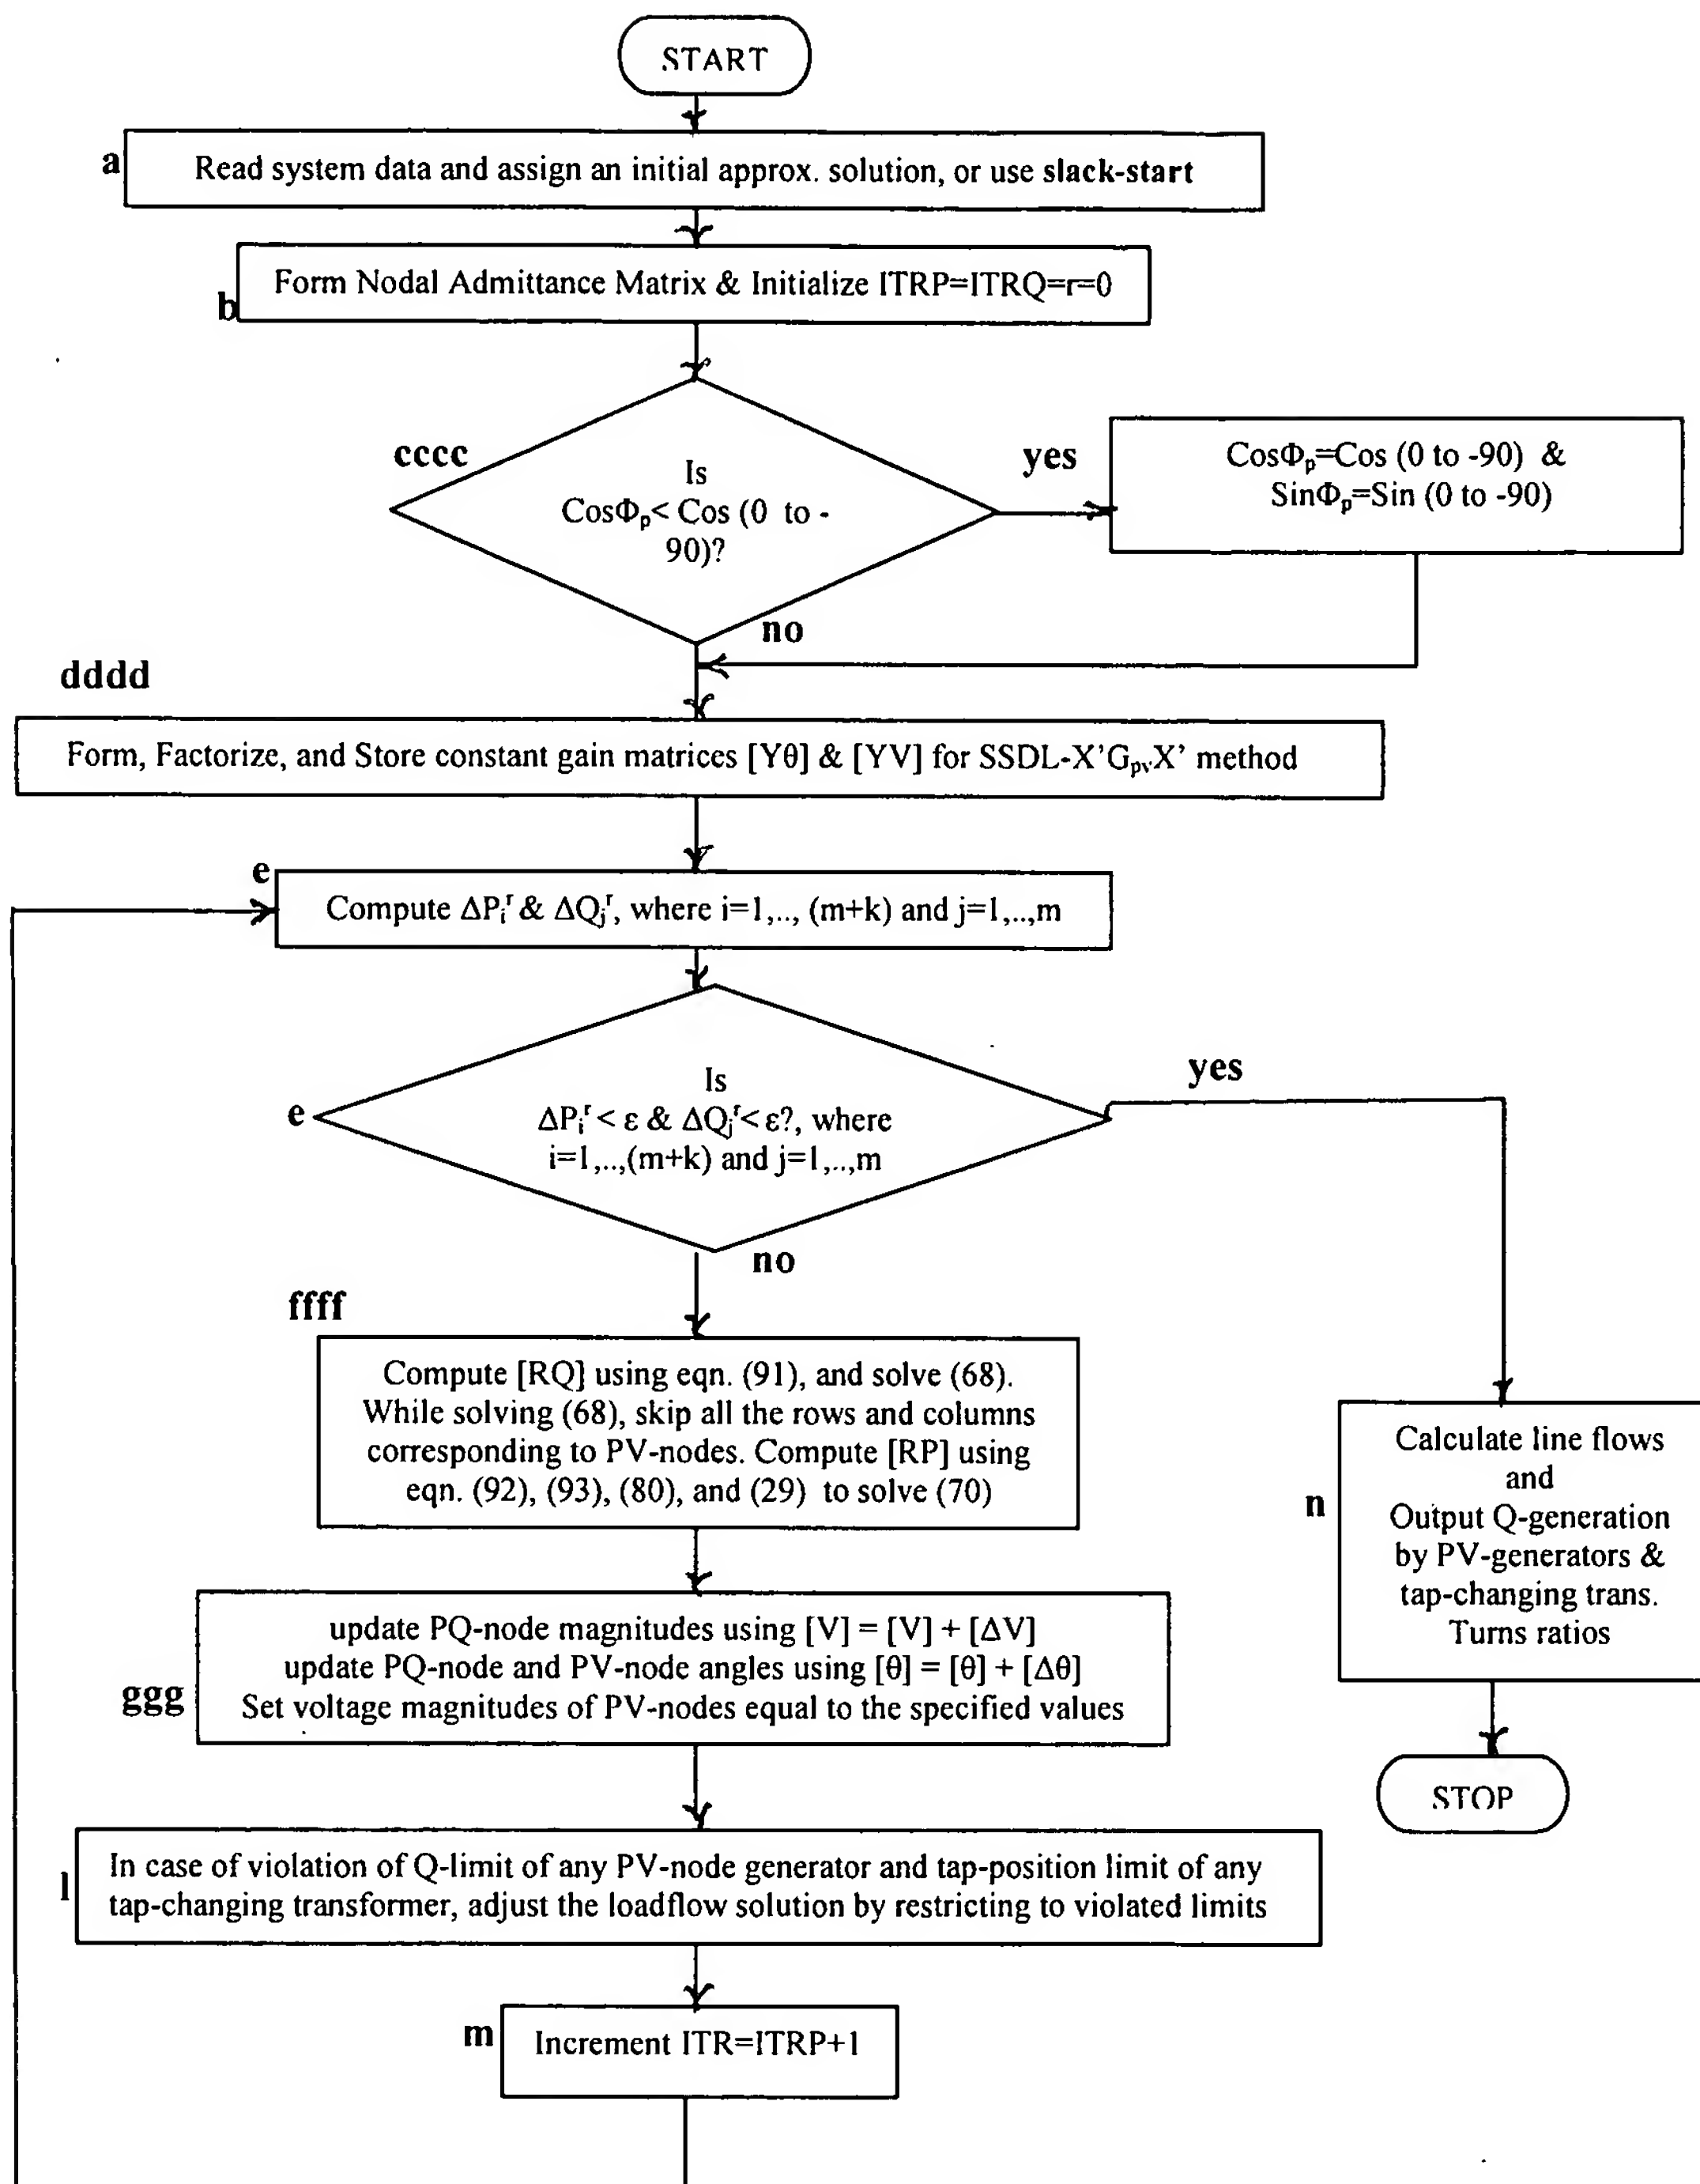 START
a
Read system data and assign an initial approx. solution, or use slack-start
b
Form Nodal Admittance Matrix & Initialize ITRP=ITRQ=r=0
cccc
Is
CosΦp< Cos (0 to -
90)?
yes
CosΦp=Cos (0 to -90) &
SinΦp=Sin (0 to -90)
no
dddd
Form, Factorize, and Store constant gain matrices [Yθ] & [YV] for SSDL-X'GpvX' method
e
Compute ΔPi^r & ΔQj^r, where i=1,.., (m+k) and j=1,..,m
e
Is
ΔPi^r < ε & ΔQj^r< ε?, where
i=1,..,(m+k) and j=1,..,m
yes
no
ffff
Compute [RQ] using eqn. (91), and solve (68).
While solving (68), skip all the rows and columns
corresponding to PV-nodes. Compute [RP] using
eqn. (92), (93), (80), and (29) to solve (70)
n
Calculate line flows
and
Output Q-generation
by PV-generators &
tap-changing trans.
Turns ratios
ggg
update PQ-node magnitudes using [V] = [V] + [ΔV]
update PQ-node and PV-node angles using [θ] = [θ] + [Δθ]
Set voltage magnitudes of PV-nodes equal to the specified values
STOP
l
In case of violation of Q-limit of any PV-node generator and tap-position limit of any
tap-changing transformer, adjust the loadflow solution by restricting to violated limits
m
Increment ITR=ITRP+1